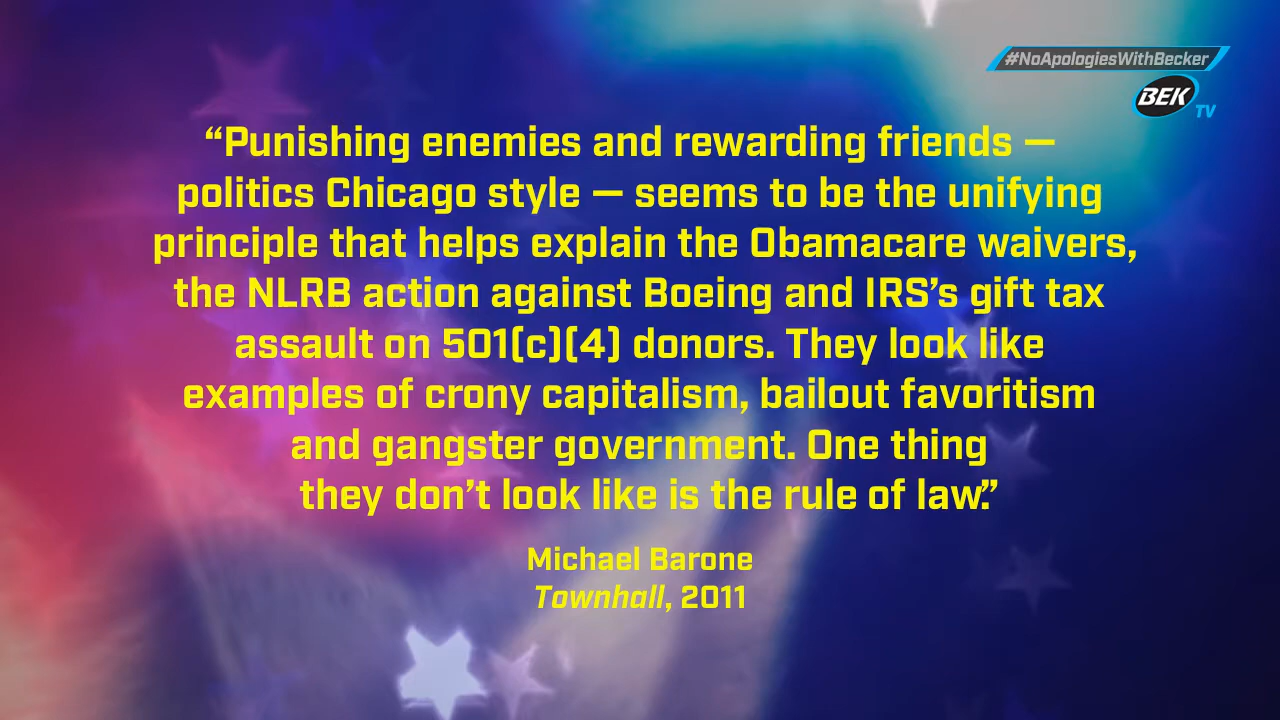 #NoApologiesWithBecker
BEK TV
“Punishing enemies and rewarding friends —
politics Chicago style — seems to be the unifying
principle that helps explain the Obamacare waivers,
the NLRB action against Boeing and IRS’s gift tax
assault on 501(c)(4) donors. They look like
examples of crony capitalism, bailout favoritism
and gangster government. One thing
they don’t look like is the rule of law.”
Michael Barone
Townhall, 2011